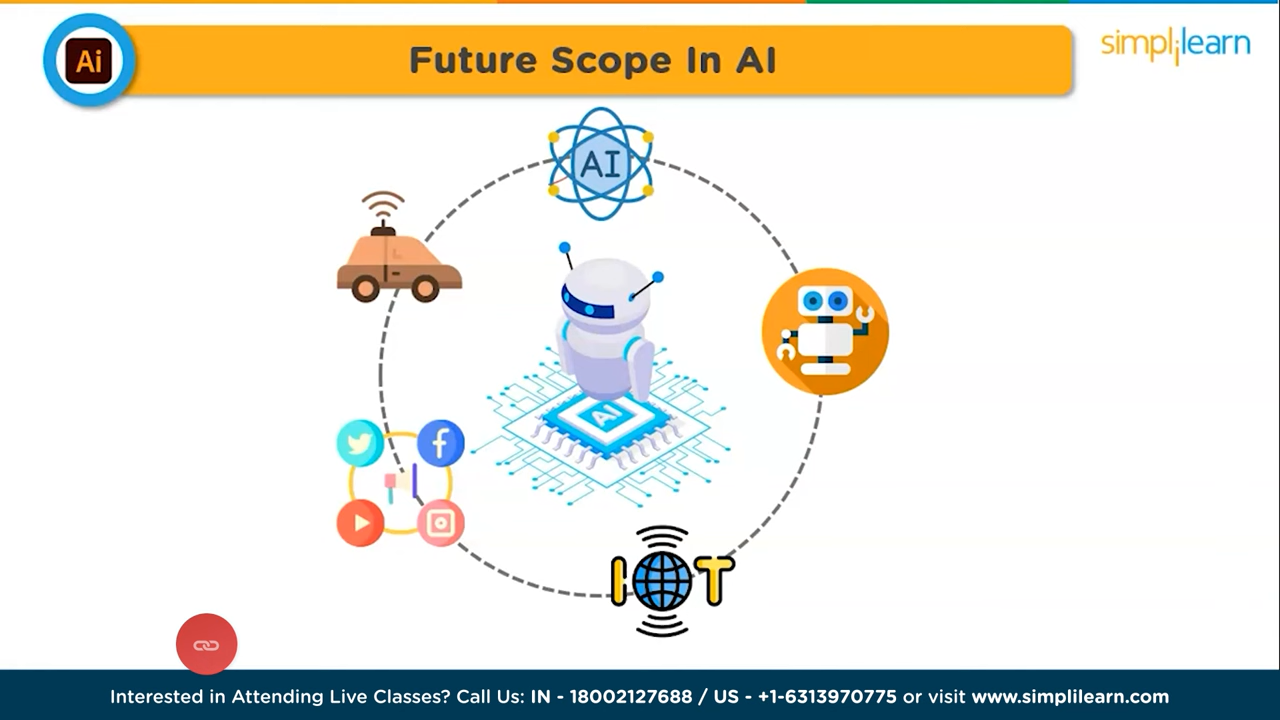 Ai
Future Scope In AI
simplilearn
AI
AI
IOT
Interested in Attending Live Classes? Call Us: IN - 18002127688 / US - +1-6313970775 or visit www.simplilearn.com